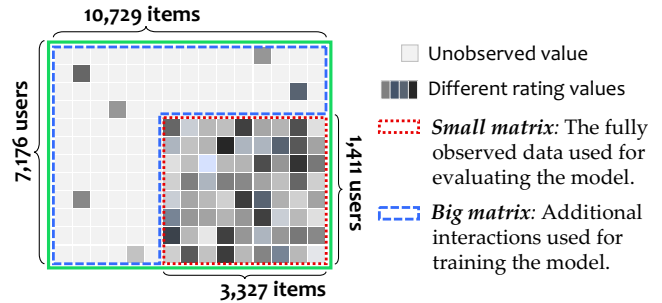 10,729 items
7,176 users
1,411 users
3,327 items
Unobserved value
Different rating values
Small matrix: The fully
observed data used for
evaluating the model.
Big matrix: Additional
interactions used for
training the model.